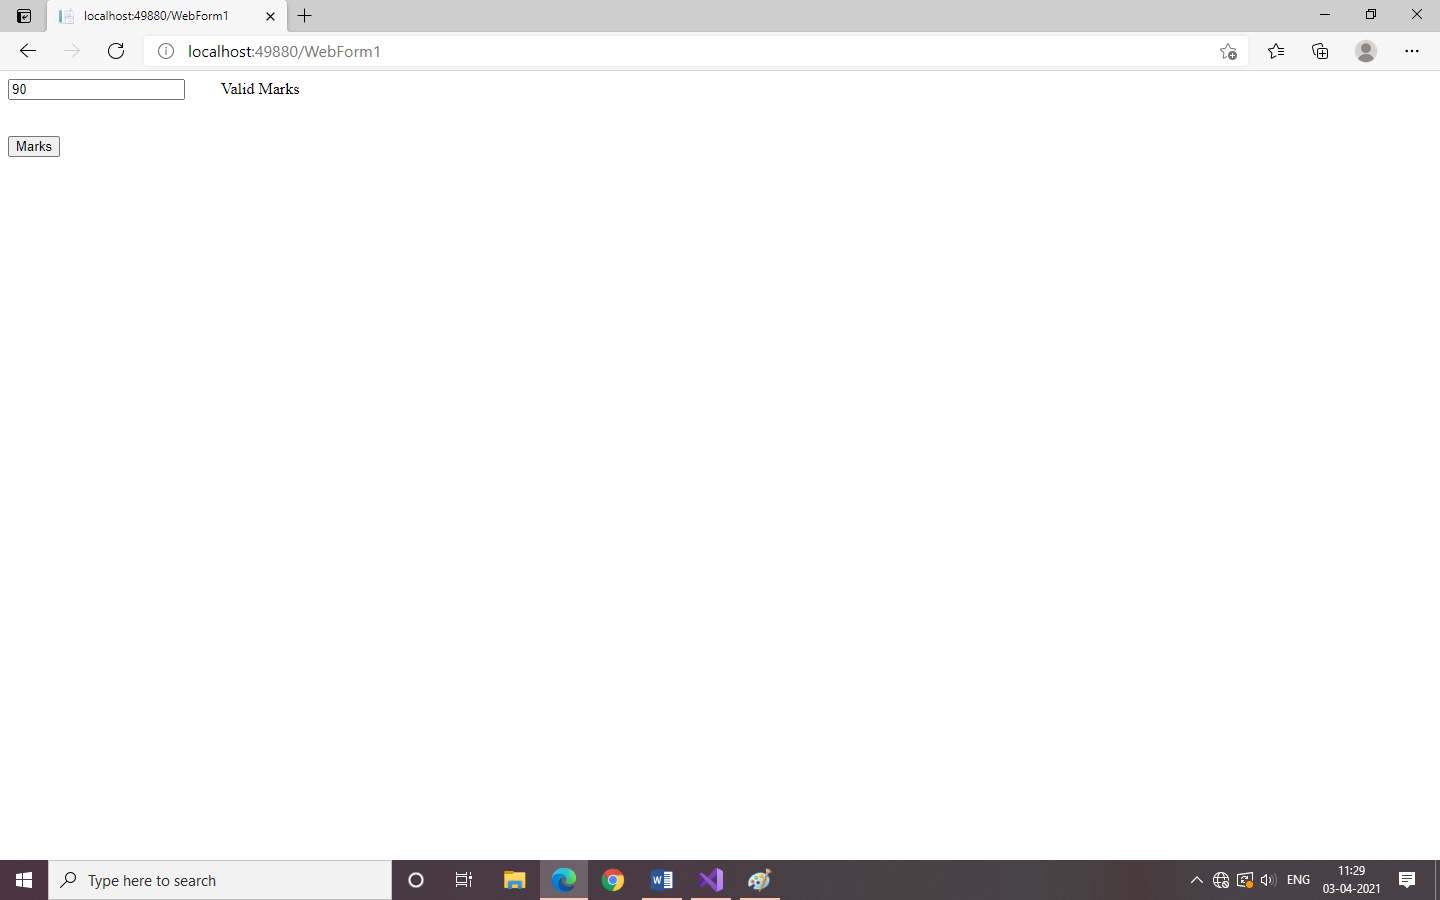 localhost:49880/WebForm1
localhost:49880/WebForm1
90 Valid Marks
Marks
Type here to search
ENG
11:29
03-04-2021